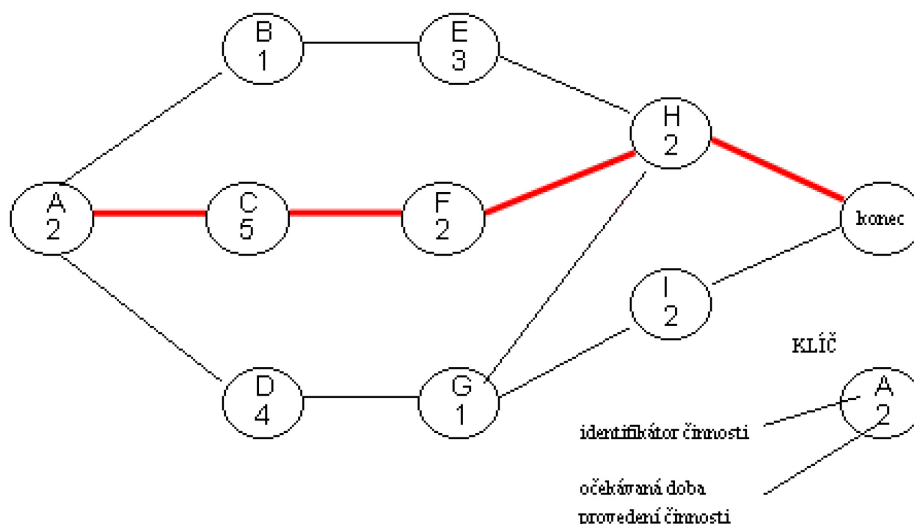 B
1
E
3
H
2
A
2
C
5
F
2
konec
I
2
KLÍČ
D
4
G
1
A
2
identifikátor činnosti
očekávaná doba
provedení činnosti